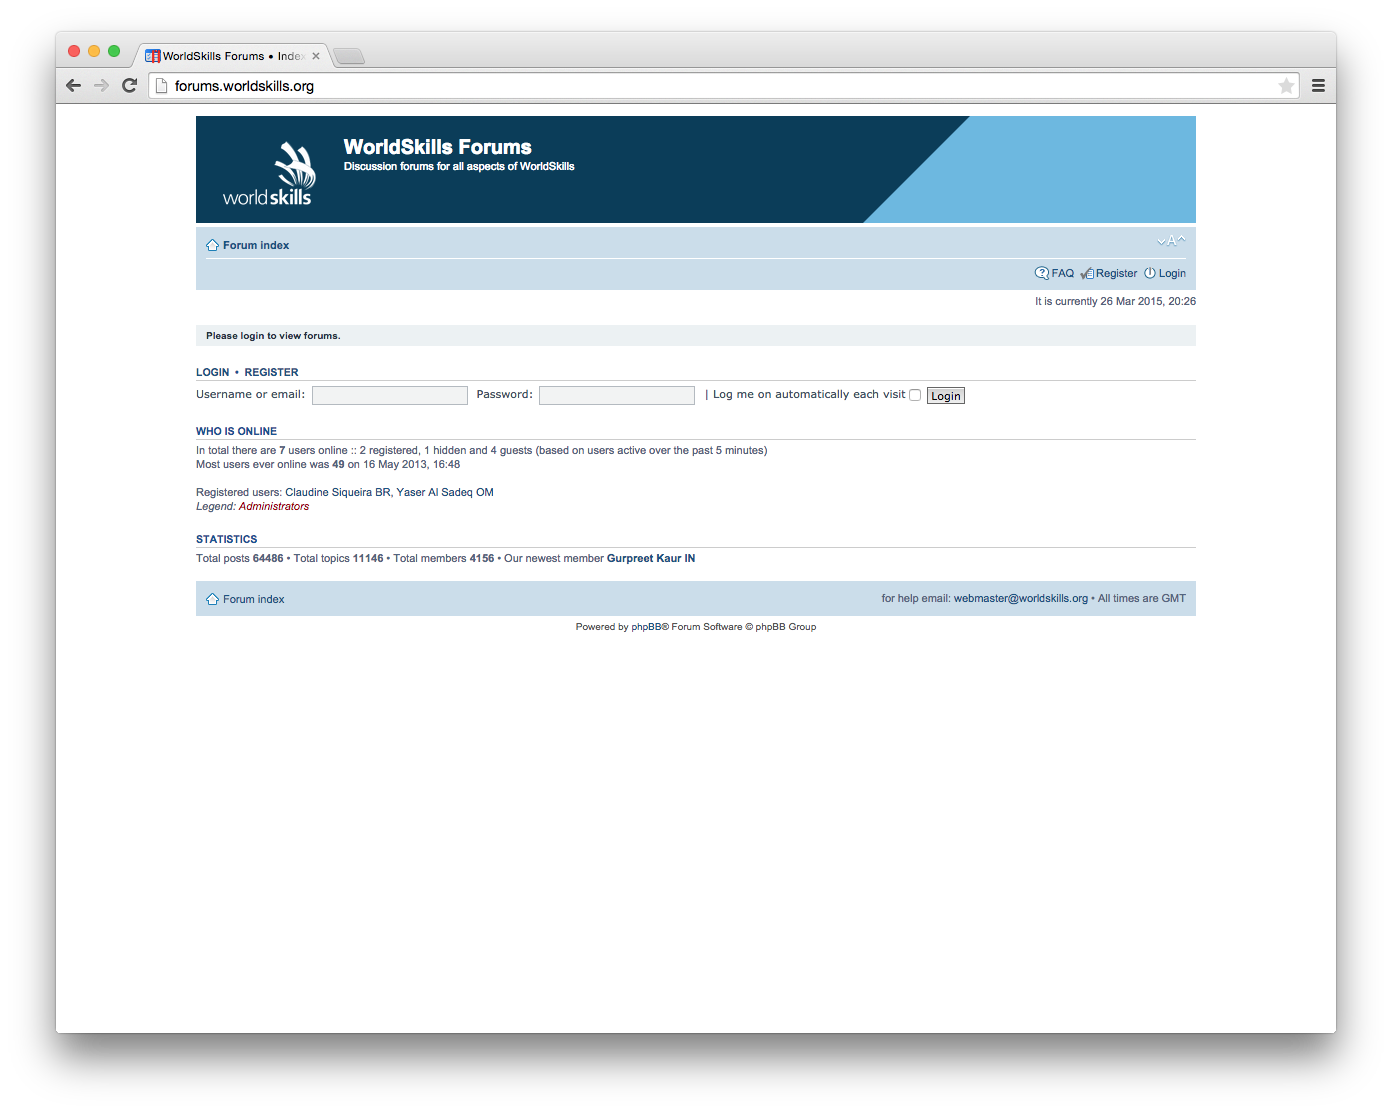 WorldSkills Forums • Index
forums.worldskills.org
worldskills
WorldSkills Forums
Discussion forums for all aspects of WorldSkills
Forum index
A
FAQ Register Login
It is currently 26 Mar 2015, 20:26
Please login to view forums.
LOGIN • REGISTER
Username or email: Password: | Log me on automatically each visit Login
WHO IS ONLINE
In total there are 7 users online :: 2 registered, 1 hidden and 4 guests (based on users active over the past 5 minutes)
Most users ever online was 49 on 16 May 2013, 16:48
Registered users: Claudine Siqueira BR, Yaser Al Sadeq OM
Legend: Administrators
STATISTICS
Total posts 64486 • Total topics 11146 • Total members 4156 • Our newest member Gurpreet Kaur IN
Forum index for help email: webmaster@worldskills.org • All times are GMT
Powered by phpBB® Forum Software © phpBB Group